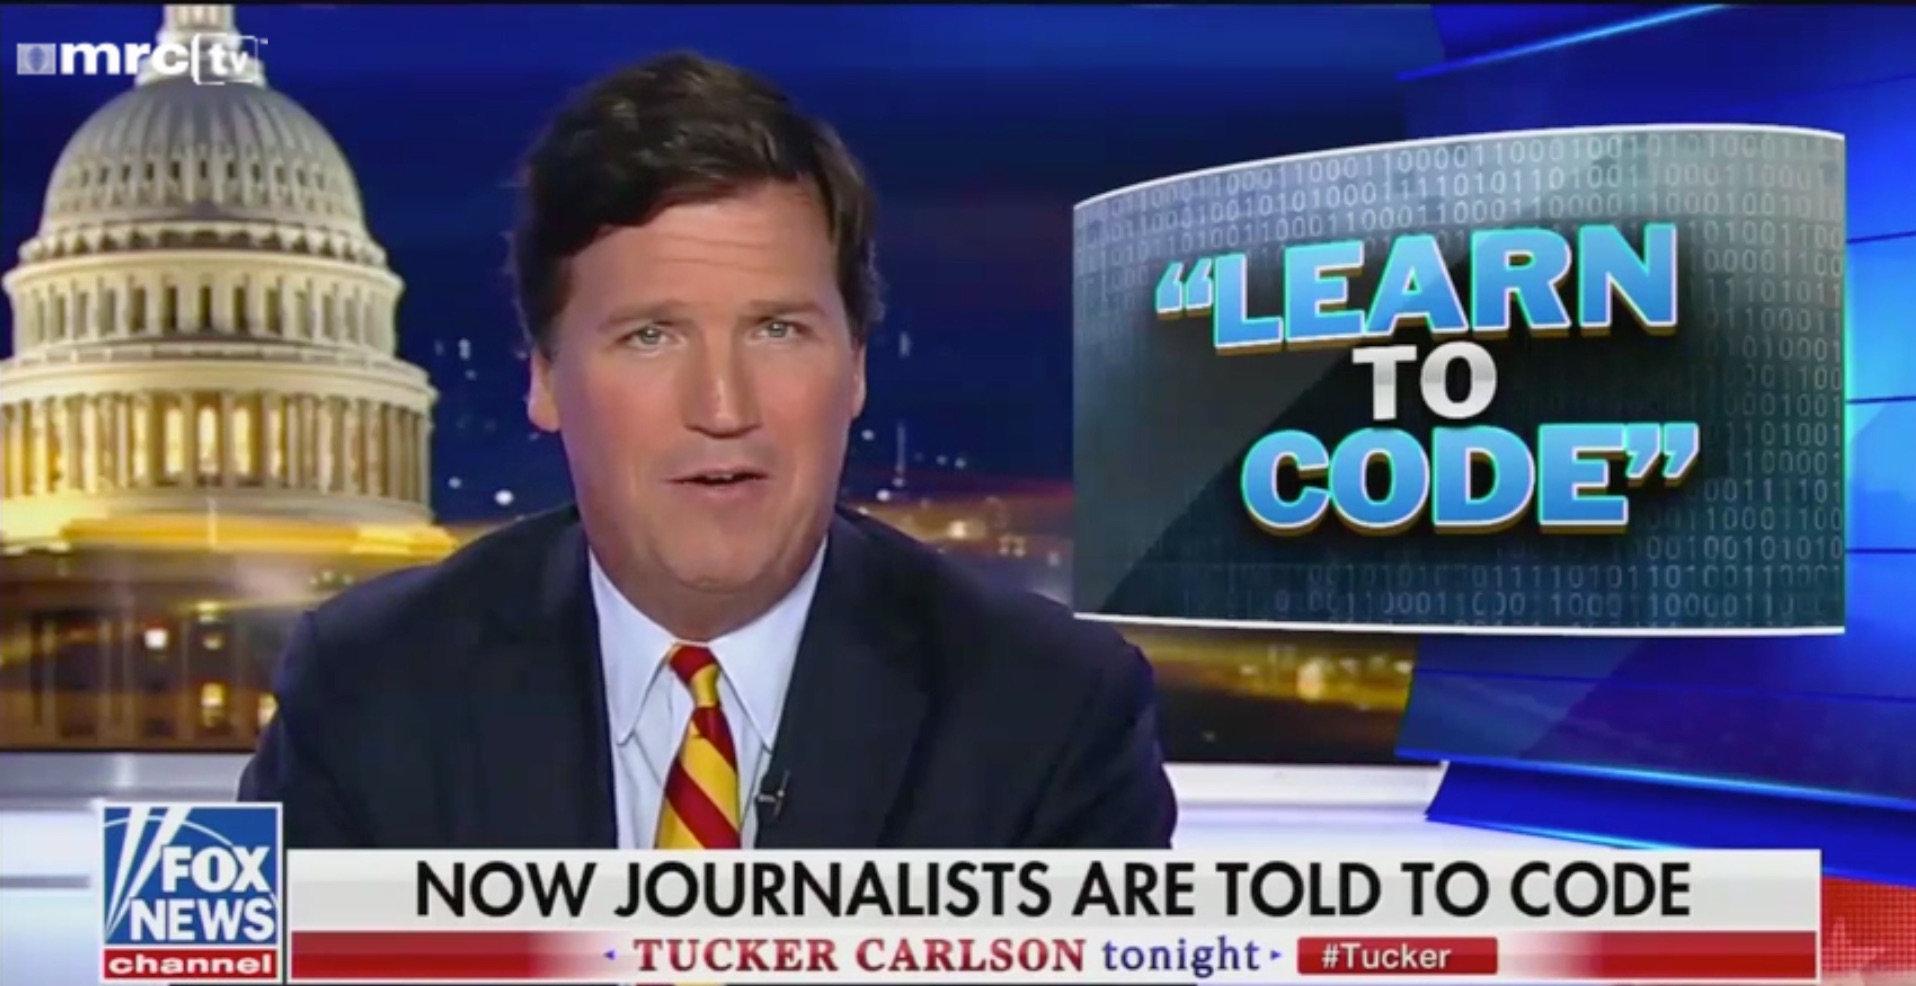 mrc[tv]
"LEARN
TO
CODE"
FOX
NEWS
channel
NOW JOURNALISTS ARE TOLD TO CODE
TUCKER CARLSON tonight
#Tucker